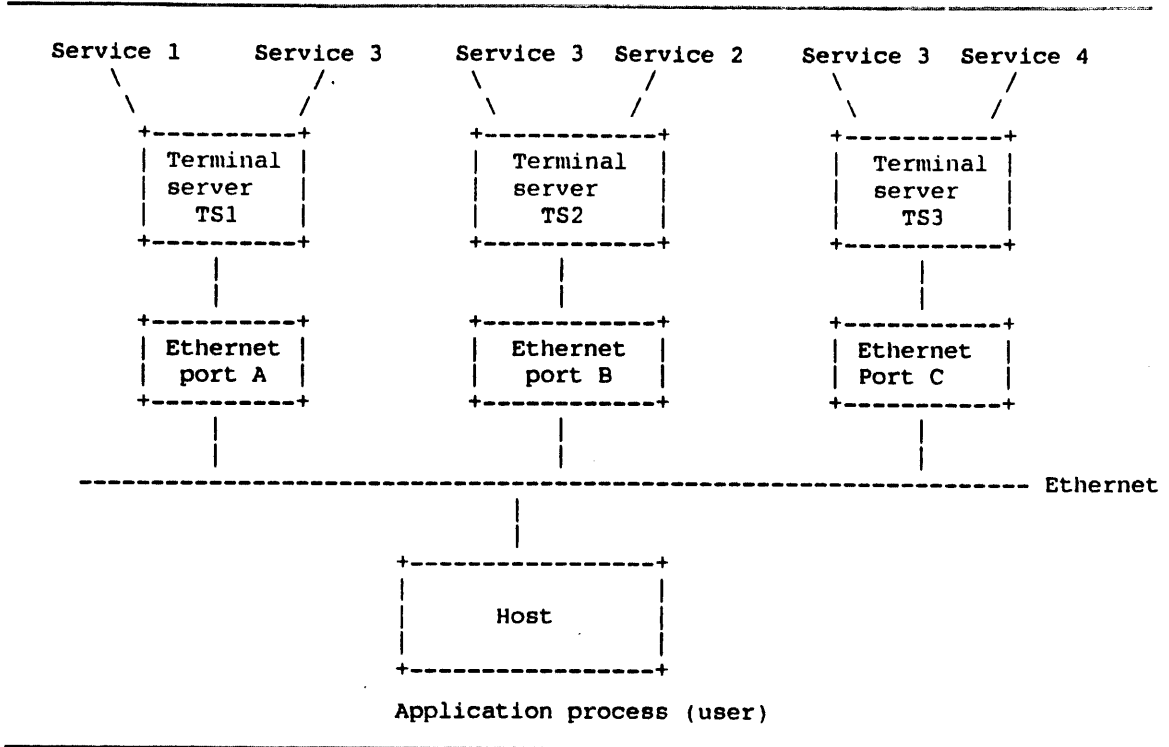 Service 1 Service 3 Service 3 Service 2 Service 3 Service 4
Terminal server TS1
Terminal server TS2
Terminal server TS3
Ethernet port A
Ethernet port B
Ethernet Port C
Ethernet
Host
Application process (user)